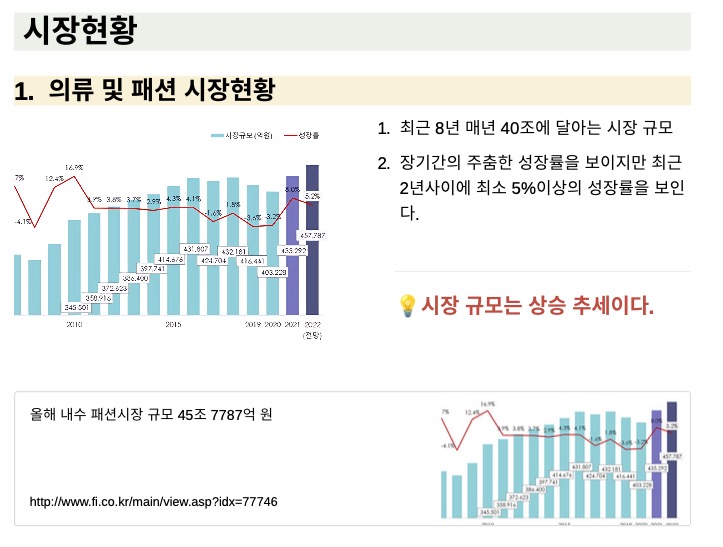 시장현황
1. 의류 및 패션 시장현황
시장규모(억원) 성장률
7% -4.1% 12.4% 16.9% 3.9% 3.8% 3.7% 2.9% 4.3% 4.1% -1.6% 1.8% -3.6% -3.2% 8.0% 5.2%
345,501 358,916 372,623 386,400 397,741 414,676 431,807 424,704 432,181 416,441 403,228 435,292 457,787
2010 2015 2019 2020 2021 2022
(전망)
1. 최근 8년 매년 40조에 달아는 시장 규모
2. 장기간의 주춤한 성장률을 보이지만 최근
2년사이에 최소 5%이상의 성장률을 보인
다.
💡시장 규모는 상승 추세이다.
올해 내수 패션시장 규모 45조 7787억 원
http://www.fi.co.kr/main/view.asp?idx=77746
7% -4.1% 12.4% 16.9% 3.9% 3.8% 3.7% 2.9% 4.3% 4.1% -1.6% 1.8% -3.6% -3.2% 8.0% 5.2%
345,501 358,916 372,623 386,400 397,741 414,676 431,807 424,704 432,181 416,441 403,228 435,292 457,787